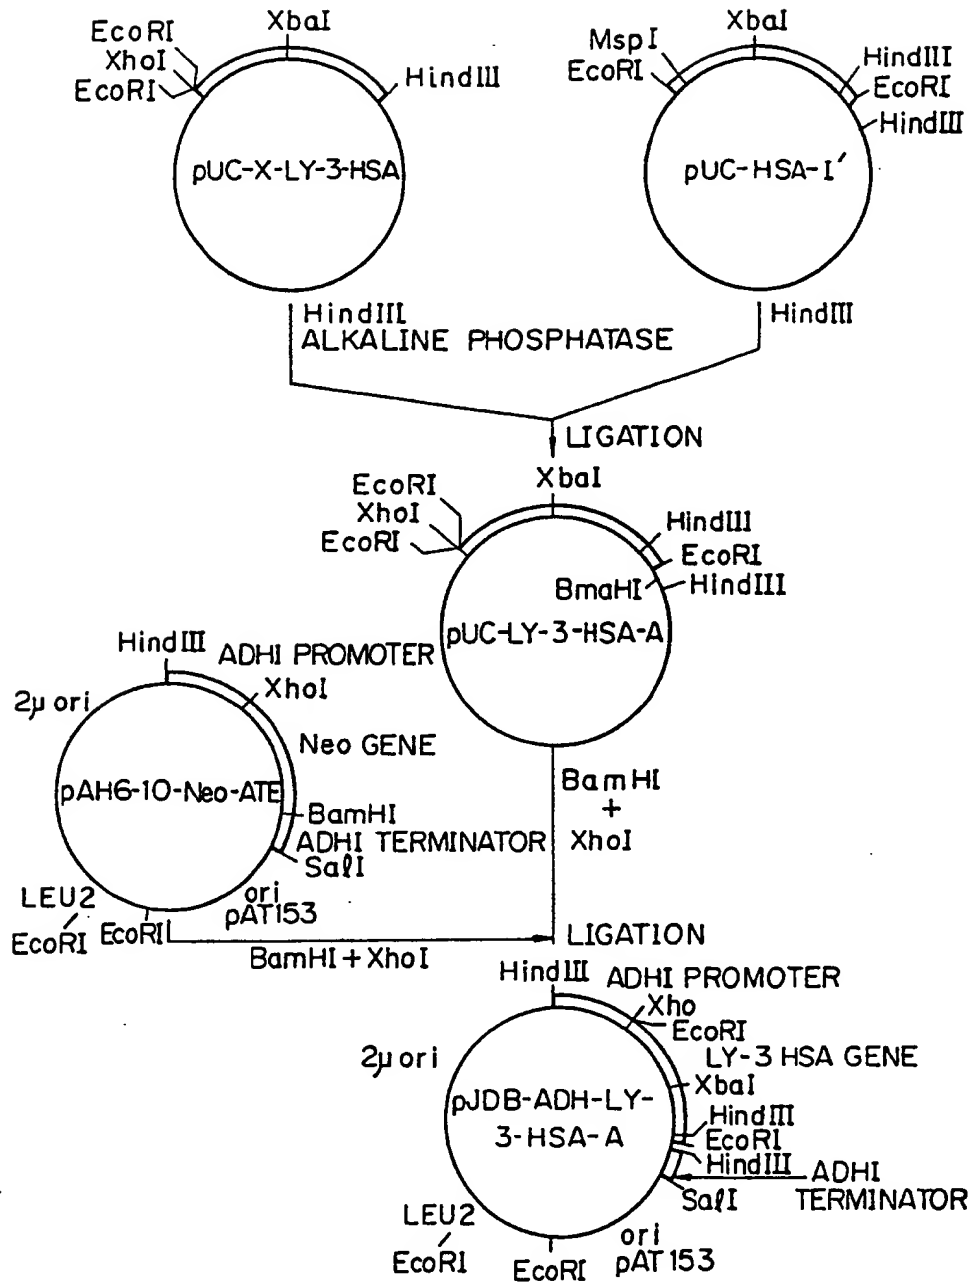 EcoRI
XhoI
EcoRI
XbaI
HindIII
pUC-X-LY-3-HSA
MspI
EcoRI
XbaI
HindIII
EcoRI
HindIII
pUC-HSA-I'
HindIII
ALKALINE PHOSPHATASE
HindIII
LIGATION
XbaI
EcoRI
XhoI
EcoRI
HindIII
EcoRI
HindIII
BmaHI
pUC-LY-3-HSA-A
HindIII
ADHI PROMOTER
XhoI
2μ ori
Neo GENE
pAH6-10-Neo-ATE
BamHI
ADHI TERMINATOR
SalI
LEU2
EcoRI
EcoRI
ori
pAT153
BamHI
+
XhoI
BamHI+XhoI
LIGATION
HindIII
ADHI PROMOTER
Xho
EcoRI
LY-3 HSA GENE
2μ ori
XbaI
pJDB-ADH-LY-
3-HSA-A
HindIII
EcoRI
HindIII
ADHI
TERMINATOR
SalI
LEU2
EcoRI
EcoRI
ori
pAT153